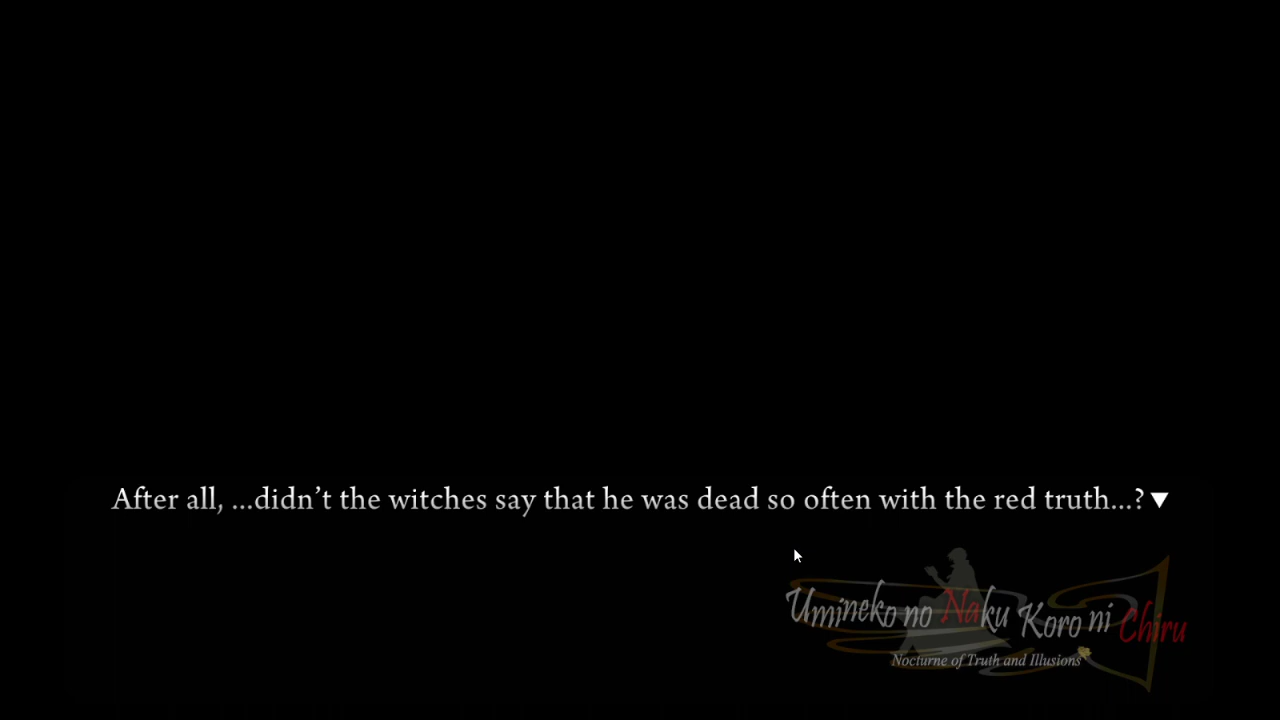 After all, ...didn't the witches say that he was dead so often with the red truth...?
Umineko no Naku Koro ni Chiru
Nocturne of Truth and Illusions